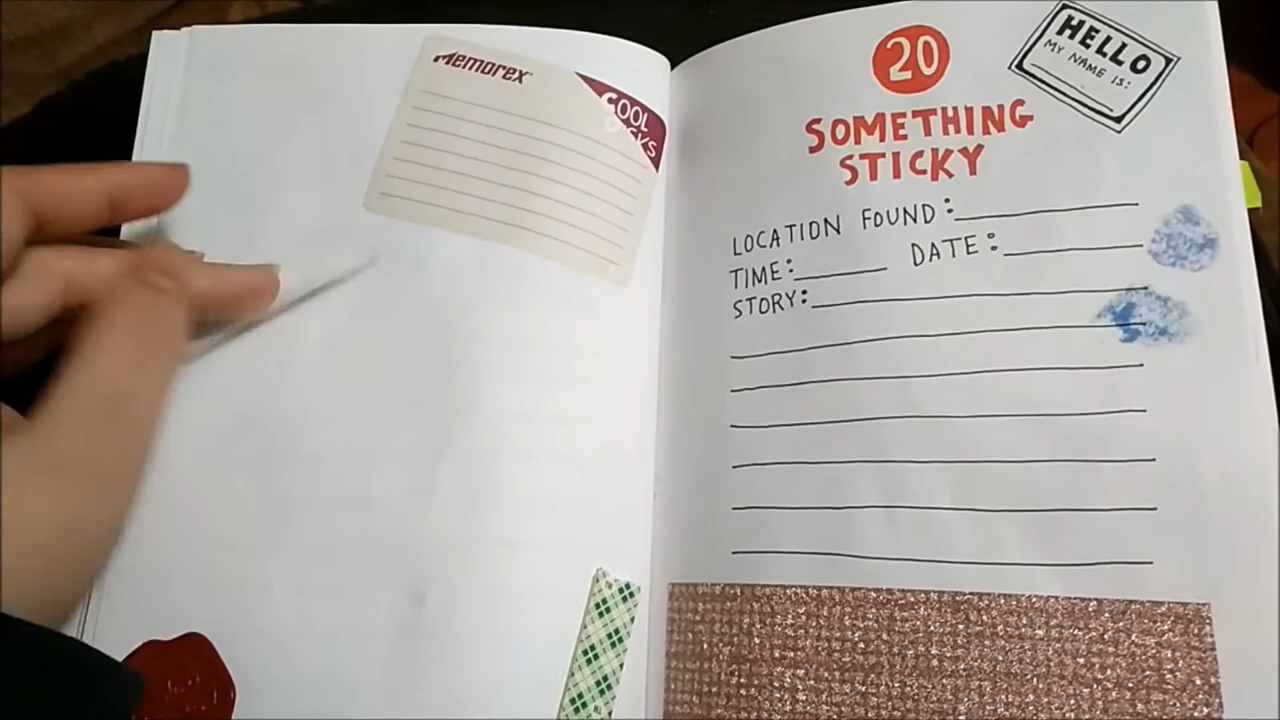 Memorex
COOL
DISKS
20
SOMETHING
STICKY
HELLO
MY NAME IS:
LOCATION FOUND:
TIME: DATE:
STORY: